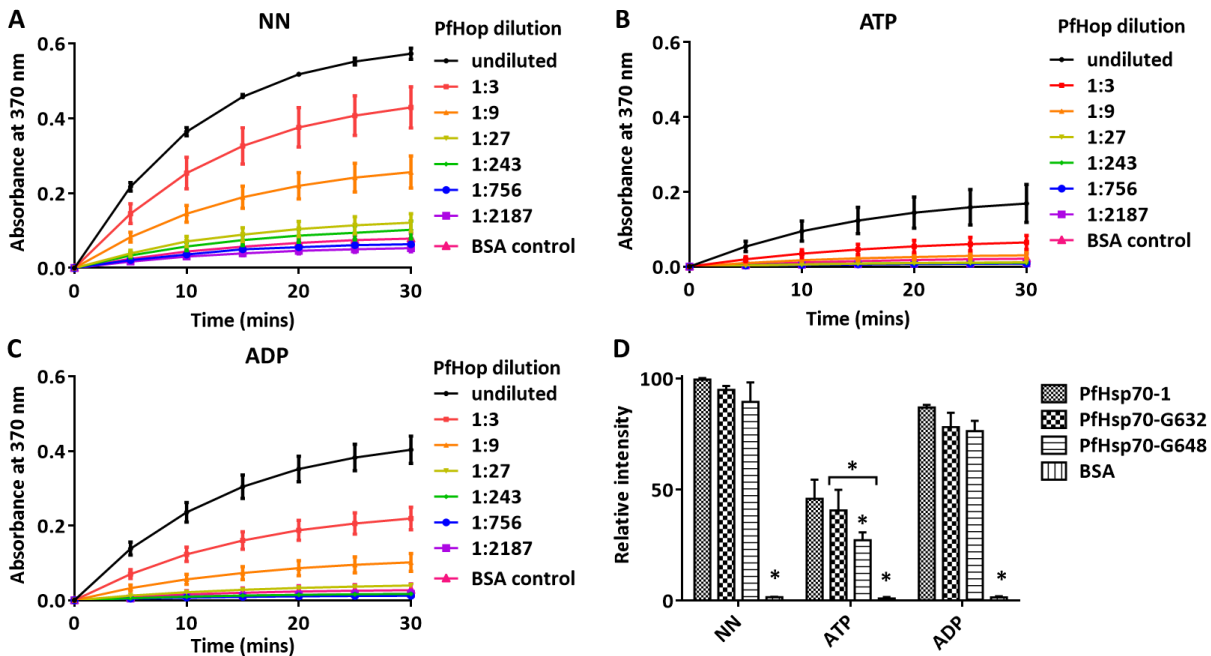 A
NN
PfHop dilution
Absorbance at 370 nm
0.6
0.4
0.2
0.0
0
10
20
30
Time (mins)
undiluted
1:3
1:9
1:27
1:243
1:756
1:2187
BSA control
B
ATP
PfHop dilution
Absorbance at 370 nm
0.6
0.4
0.2
0.0
0
10
20
30
Time (mins)
undiluted
1:3
1:9
1:27
1:243
1:756
1:2187
BSA control
C
ADP
PfHop dilution
Absorbance at 370 nm
0.6
0.4
0.2
0.0
0
10
20
30
Time (mins)
undiluted
1:3
1:9
1:27
1:243
1:756
1:2187
BSA control
D
Relative intensity
100
50
0
*
*
*
*
*
NN
ATP
ADP
PfHsp70-1
PfHsp70-G632
PfHsp70-G648
BSA